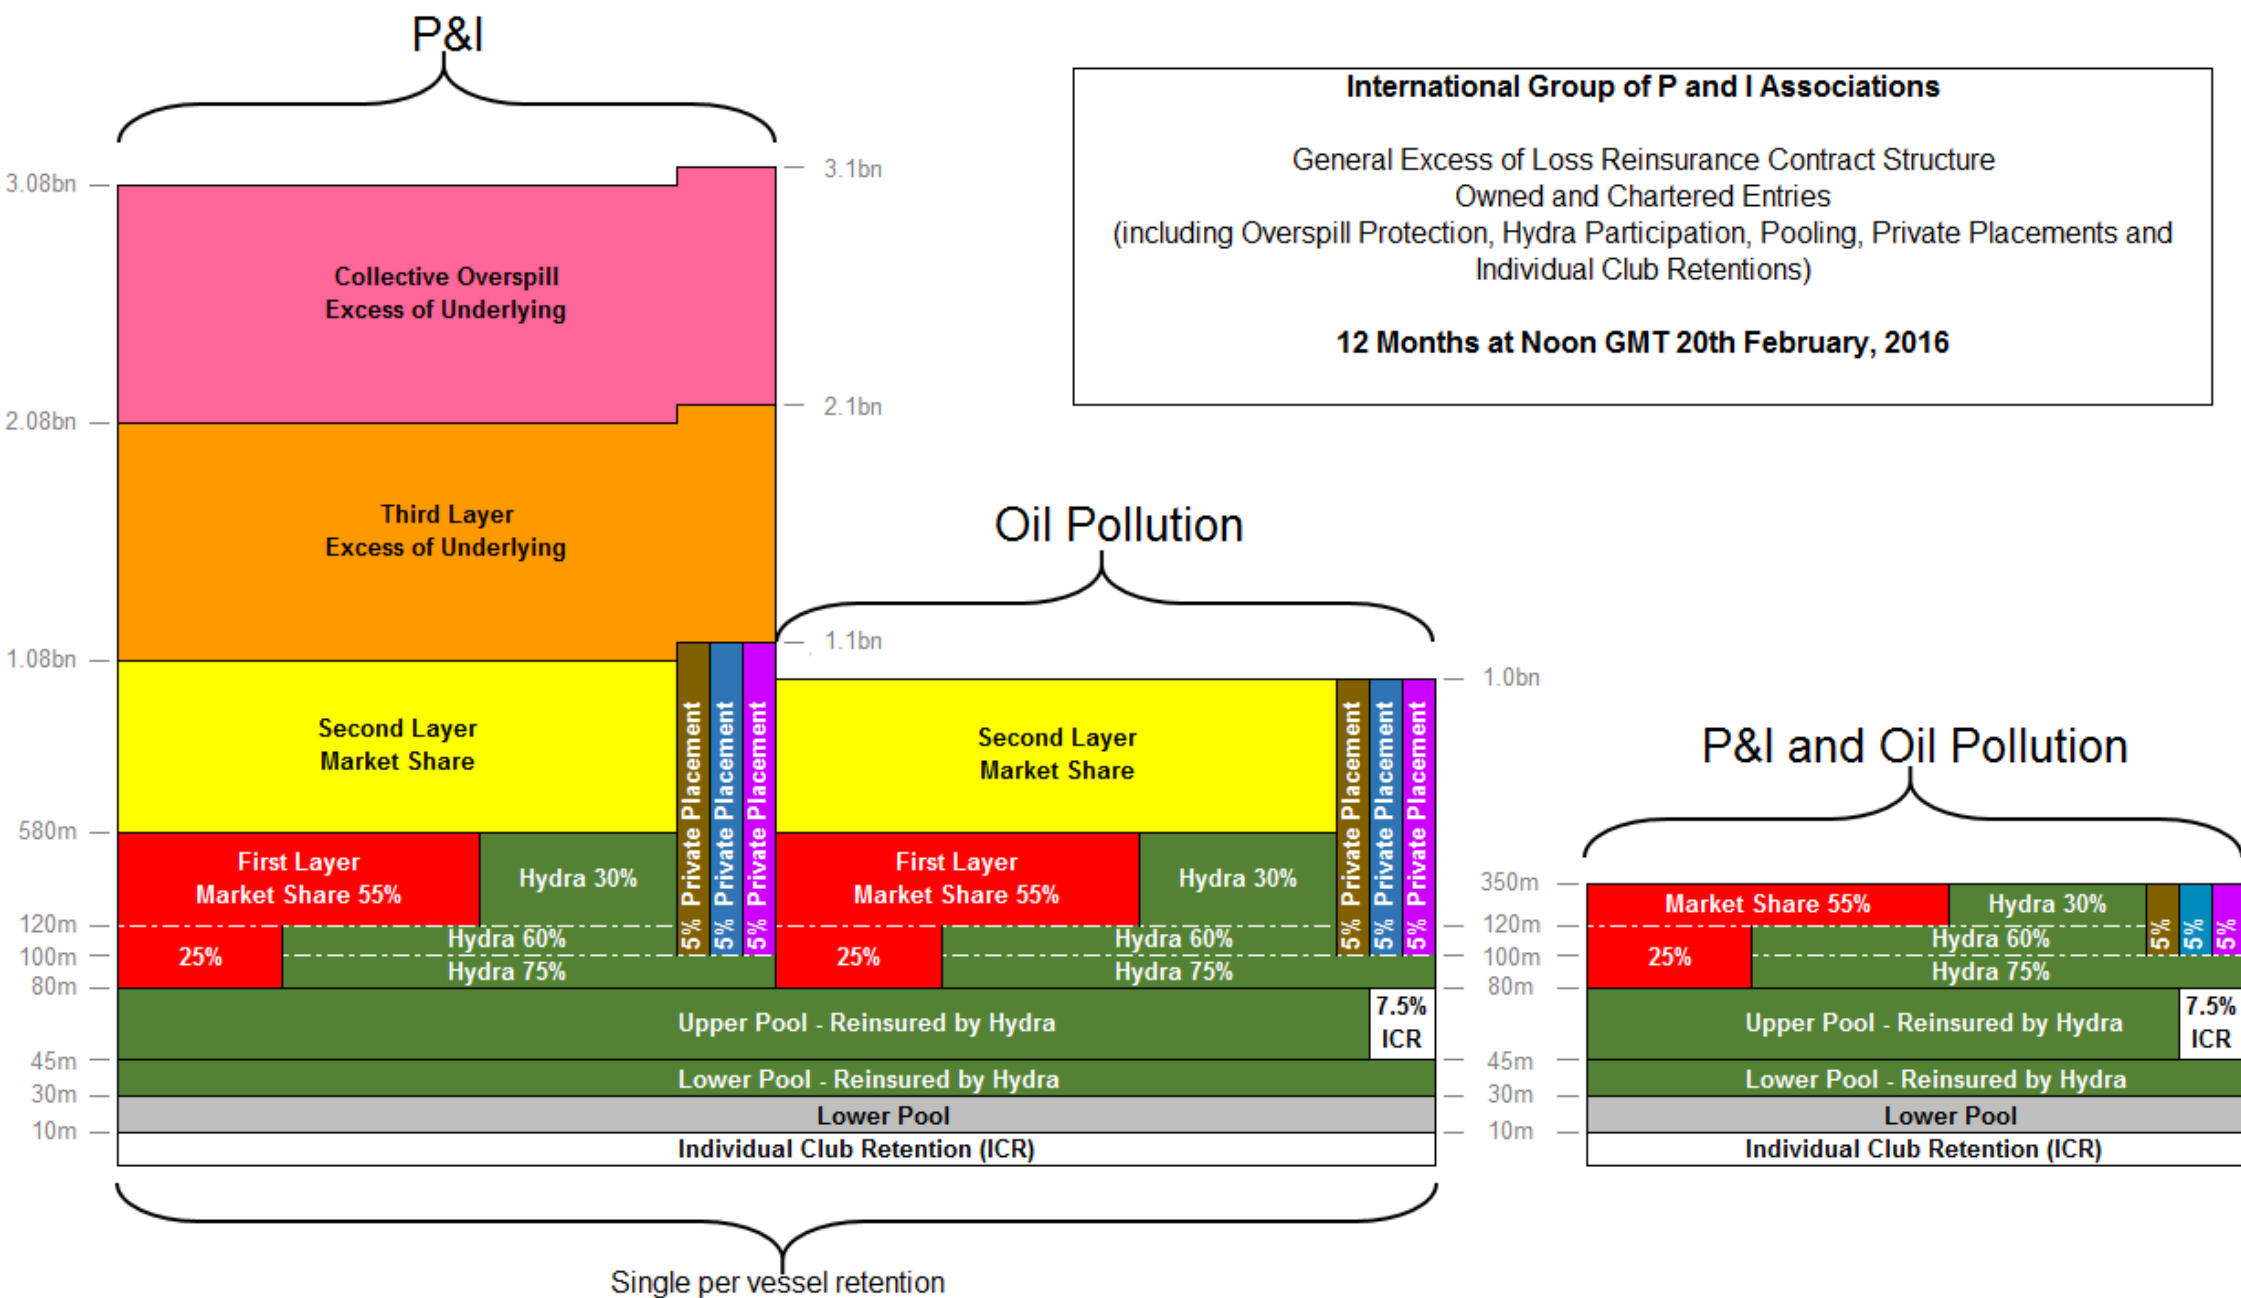 P&I
International Group of P and I Associations
General Excess of Loss Reinsurance Contract Structure
Owned and Chartered Entries
(including Overspill Protection, Hydra Participation, Pooling, Private Placements and
Individual Club Retentions)
12 Months at Noon GMT 20th February, 2016
3.08bn
3.1bn
Collective Overspill
Excess of Underlying
2.08bn
2.1bn
Third Layer
Excess of Underlying
Oil Pollution
1.08bn
1.1bn
1.0bn
Second Layer
Market Share
5% Private Placement
5% Private Placement
5% Private Placement
Second Layer
Market Share
5% Private Placement
5% Private Placement
5% Private Placement
P&I and Oil Pollution
580m
First Layer
Market Share 55%
Hydra 30%
First Layer
Market Share 55%
Hydra 30%
350m
Market Share 55%
Hydra 30%
5%
5%
5%
120m
120m
25%
Hydra 60%
25%
Hydra 60%
25%
Hydra 60%
100m
100m
Hydra 75%
Hydra 75%
Hydra 75%
80m
80m
Upper Pool - Reinsured by Hydra
7.5%
ICR
Upper Pool - Reinsured by Hydra
7.5%
ICR
45m
45m
Lower Pool - Reinsured by Hydra
Lower Pool - Reinsured by Hydra
30m
30m
Lower Pool
Lower Pool
10m
10m
Individual Club Retention (ICR)
Individual Club Retention (ICR)
Single per vessel retention